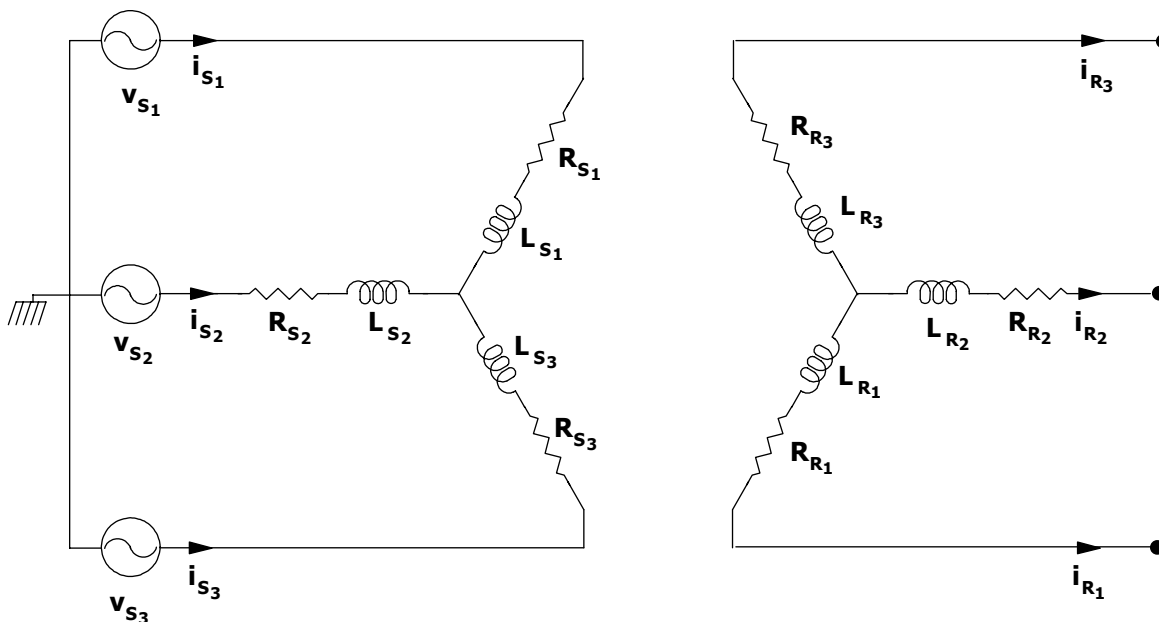 i_S1
i_R3
v_S1
R_S1
R_R3
L_S1
L_R3
i_S2
R_S2
L_S2
L_R2
R_R2
i_R2
v_S2
L_S3
L_R1
R_S3
R_R1
i_S3
i_R1
v_S3